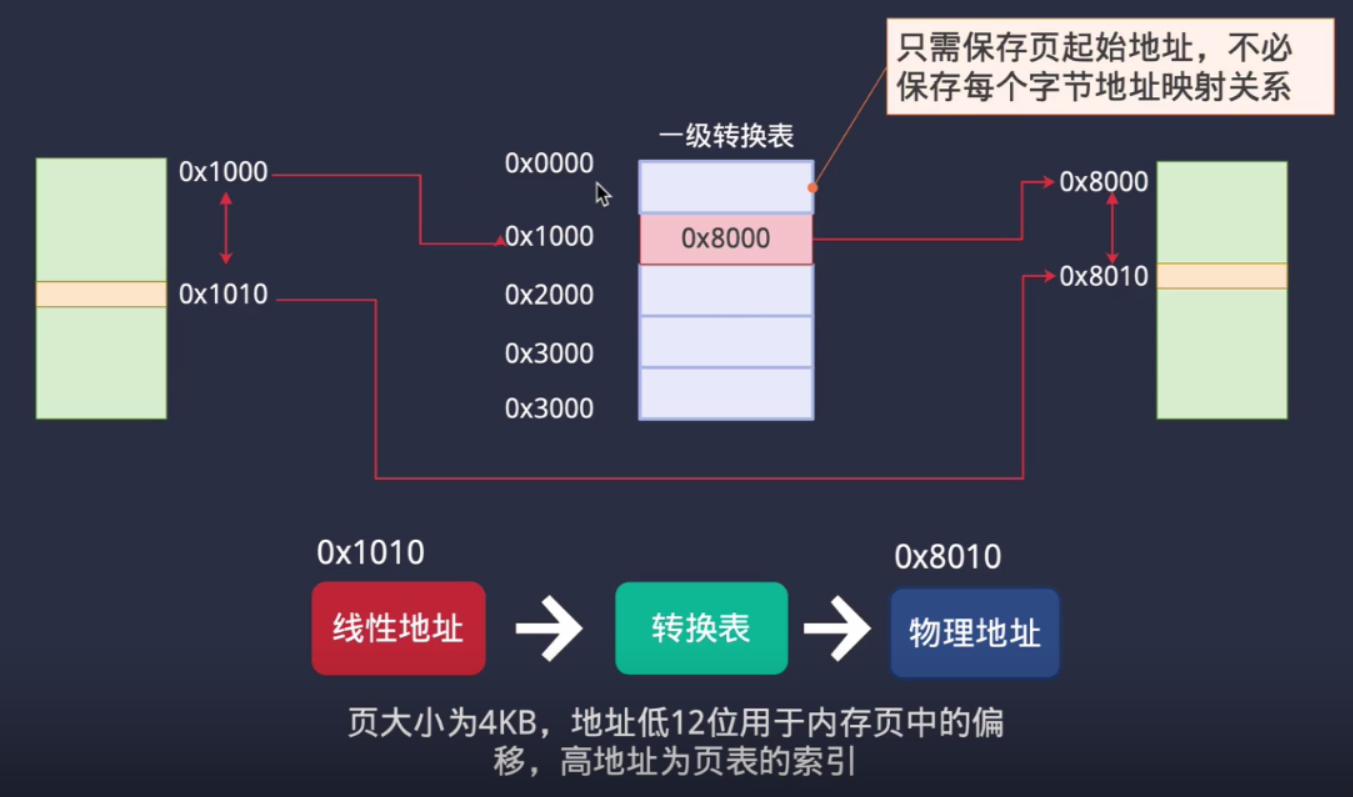 只需保存页起始地址，不必
保存每个字节地址映射关系
一级转换表
0x1000
0x1010
0x0000
0x1000
0x2000
0x3000
0x3000
0x8000
0x8000
0x8010
0x1010
线性地址
转换表
0x8010
物理地址
页大小为4KB，地址低12位用于内存页中的偏
移，高地址为页表的索引